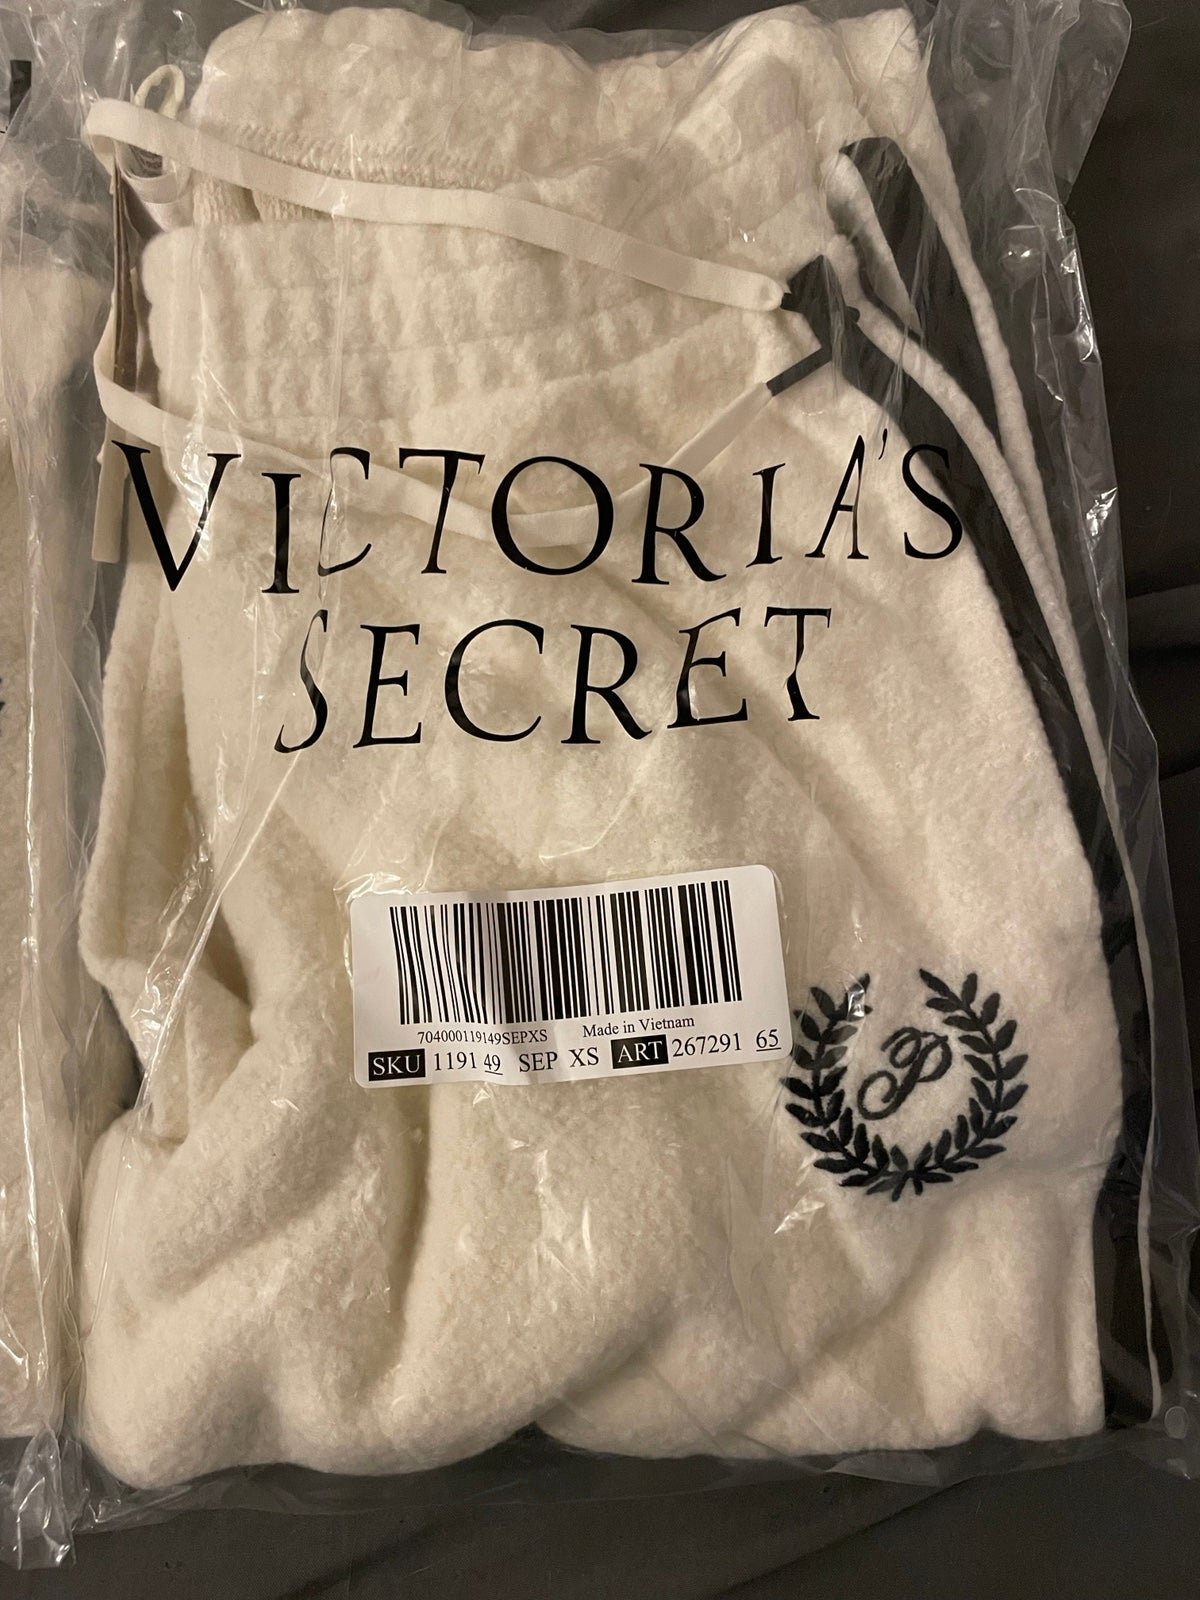 VICTORIA'S
SECRET
704000119149SEPXS Made in Vietnam
SKU 1191 49 SEP XS ART 267291 65
P